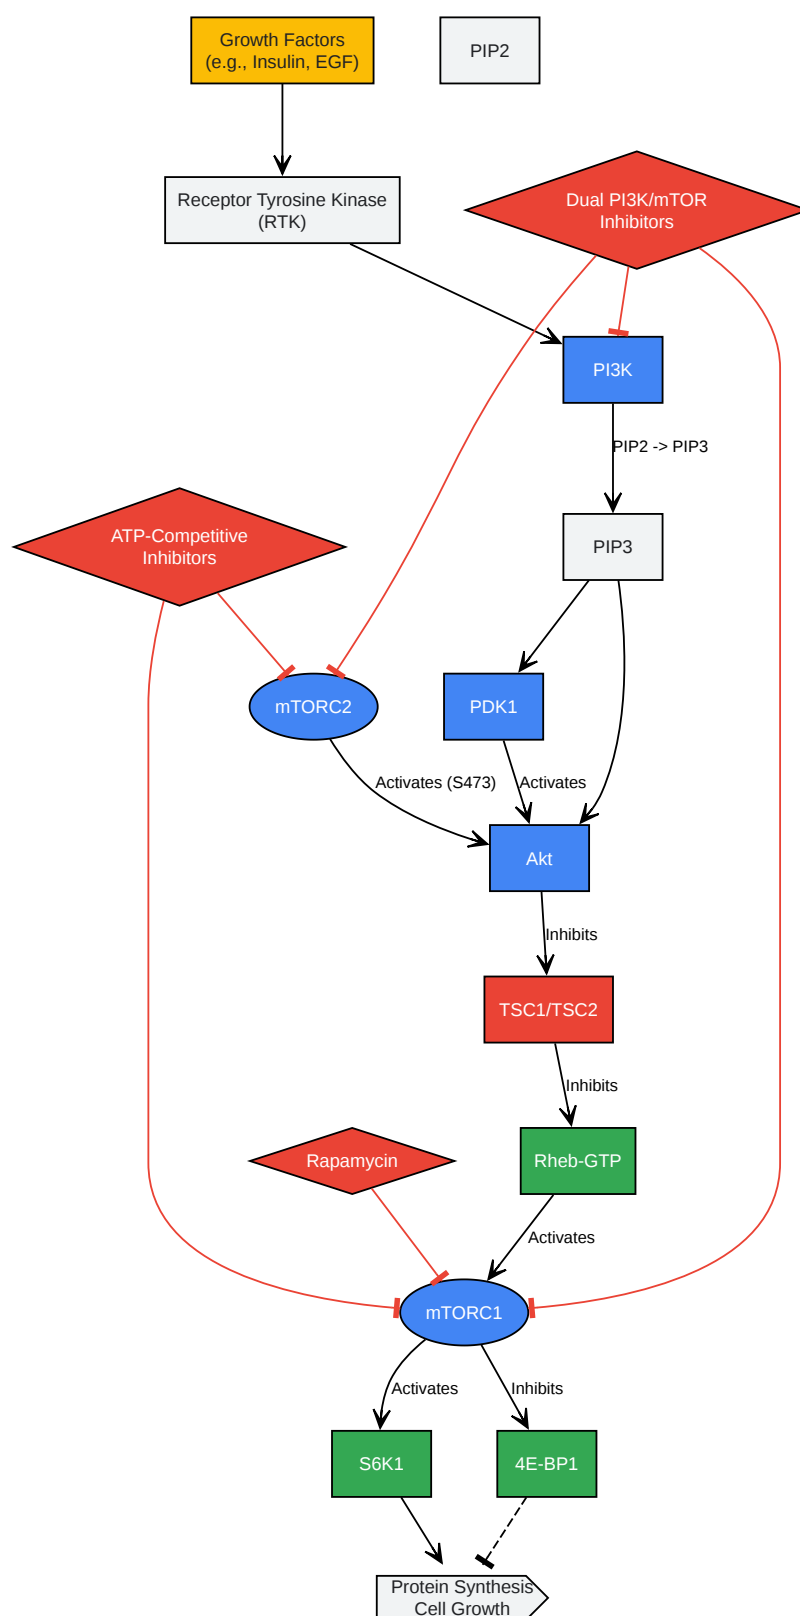 Growth Factors
(e.g., Insulin, EGF)
PIP2
Receptor Tyrosine Kinase
(RTK)
Dual PI3K/mTOR
Inhibitors
PI3K
PIP2 -> PIP3
ATP-Competitive
Inhibitors
PIP3
mTORC2
PDK1
Activates (S473)
Activates
Akt
Inhibits
TSC1/TSC2
Inhibits
Rapamycin
Rheb-GTP
Activates
mTORC1
Activates
Inhibits
S6K1
4E-BP1
Protein Synthesis
Cell Growth